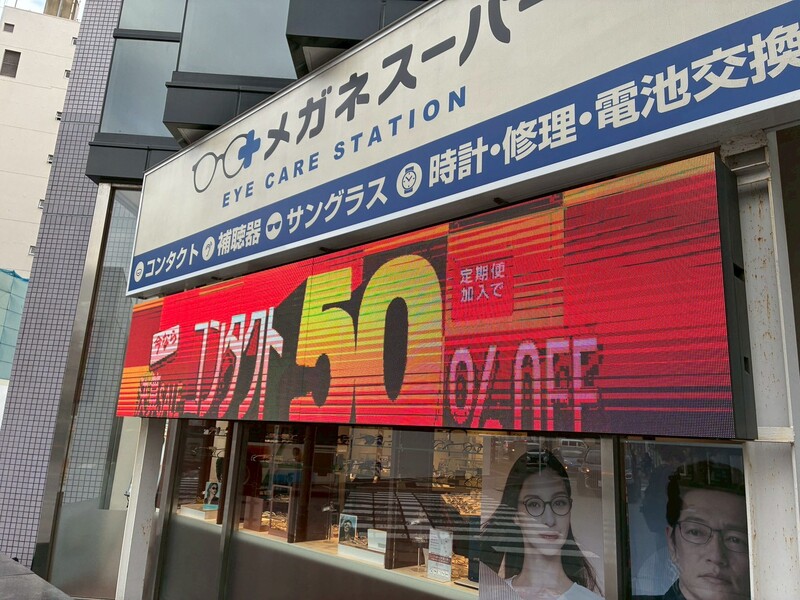 メガネスーパー
EYE CARE STATION
コンタクト 補聴器 サングラス 時計・修理・電池交換
今なら
コンタクト 50 %OFF
定期便
加入で